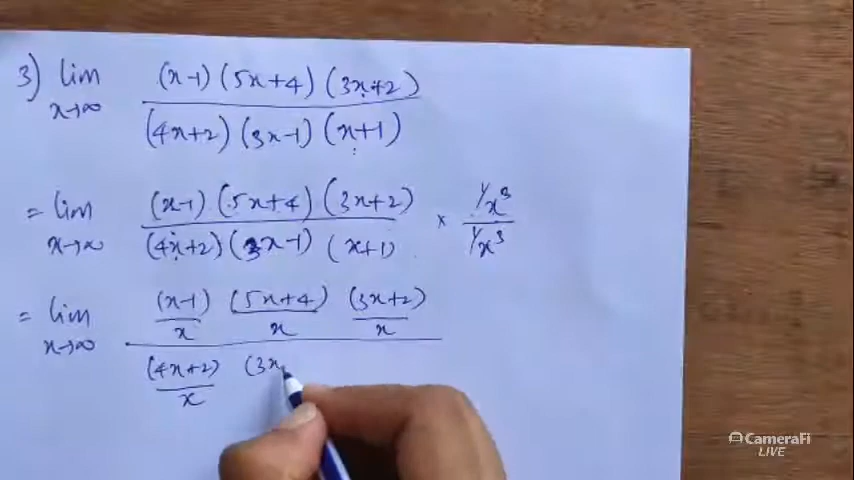 3) lim x→∞ (x-1) (5x+4) (3x+2) / (4x+2) (3x-1) (x+1)
= lim x→∞ (x-1) (5x+4) (3x+2) / (4x+2) (3x-1) (x+1) × 1/x³ / 1/x³
= lim x→∞ (x-1)/x (5x+4)/x (3x+2)/x / (4x+2)/x (3x
CameraFi
LIVE